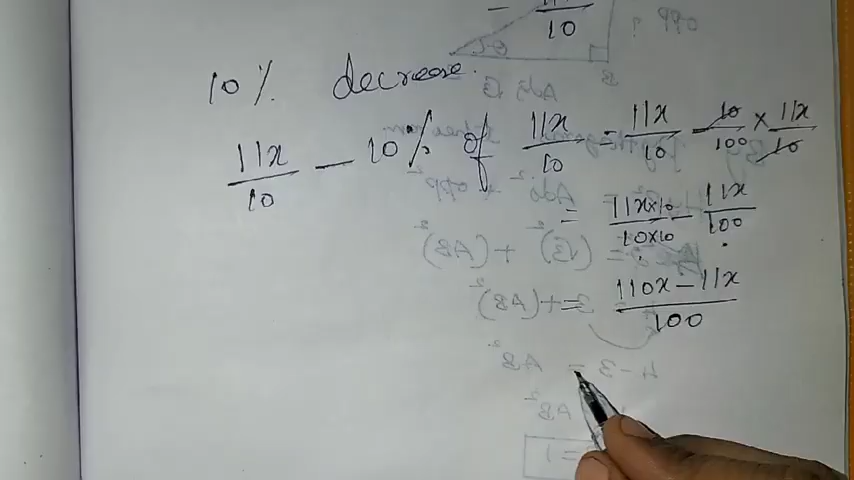 = 11x/10
10% decrease.
11x/10 — 10% of 11x/10 = 11x/10 - 10/100 × 11x/10
= 11x×10/10×10 - 11x/100
= 110x - 11x/100